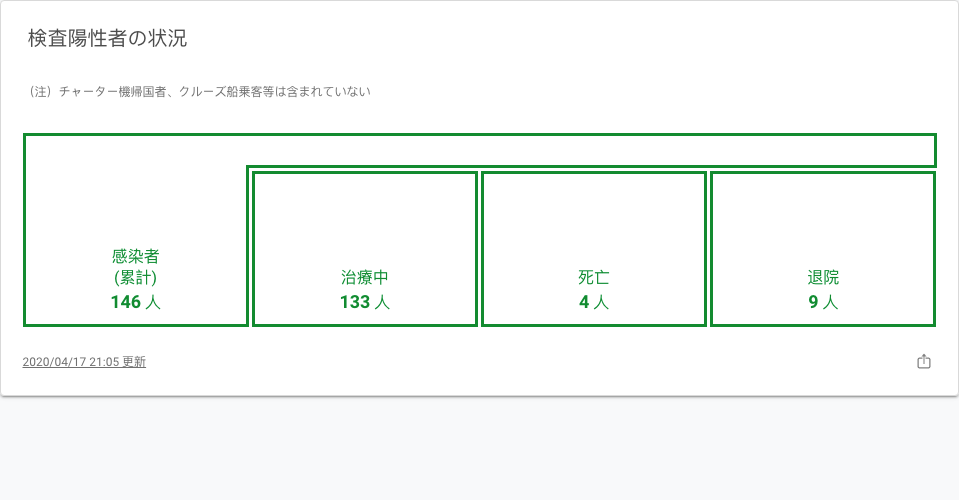 検査陽性者の状況
（注）チャーター機帰国者、クルーズ船乗客等は含まれていない
感染者
(累計)
146 人
治療中
133 人
死亡
4 人
退院
9 人
2020/04/17 21:05 更新